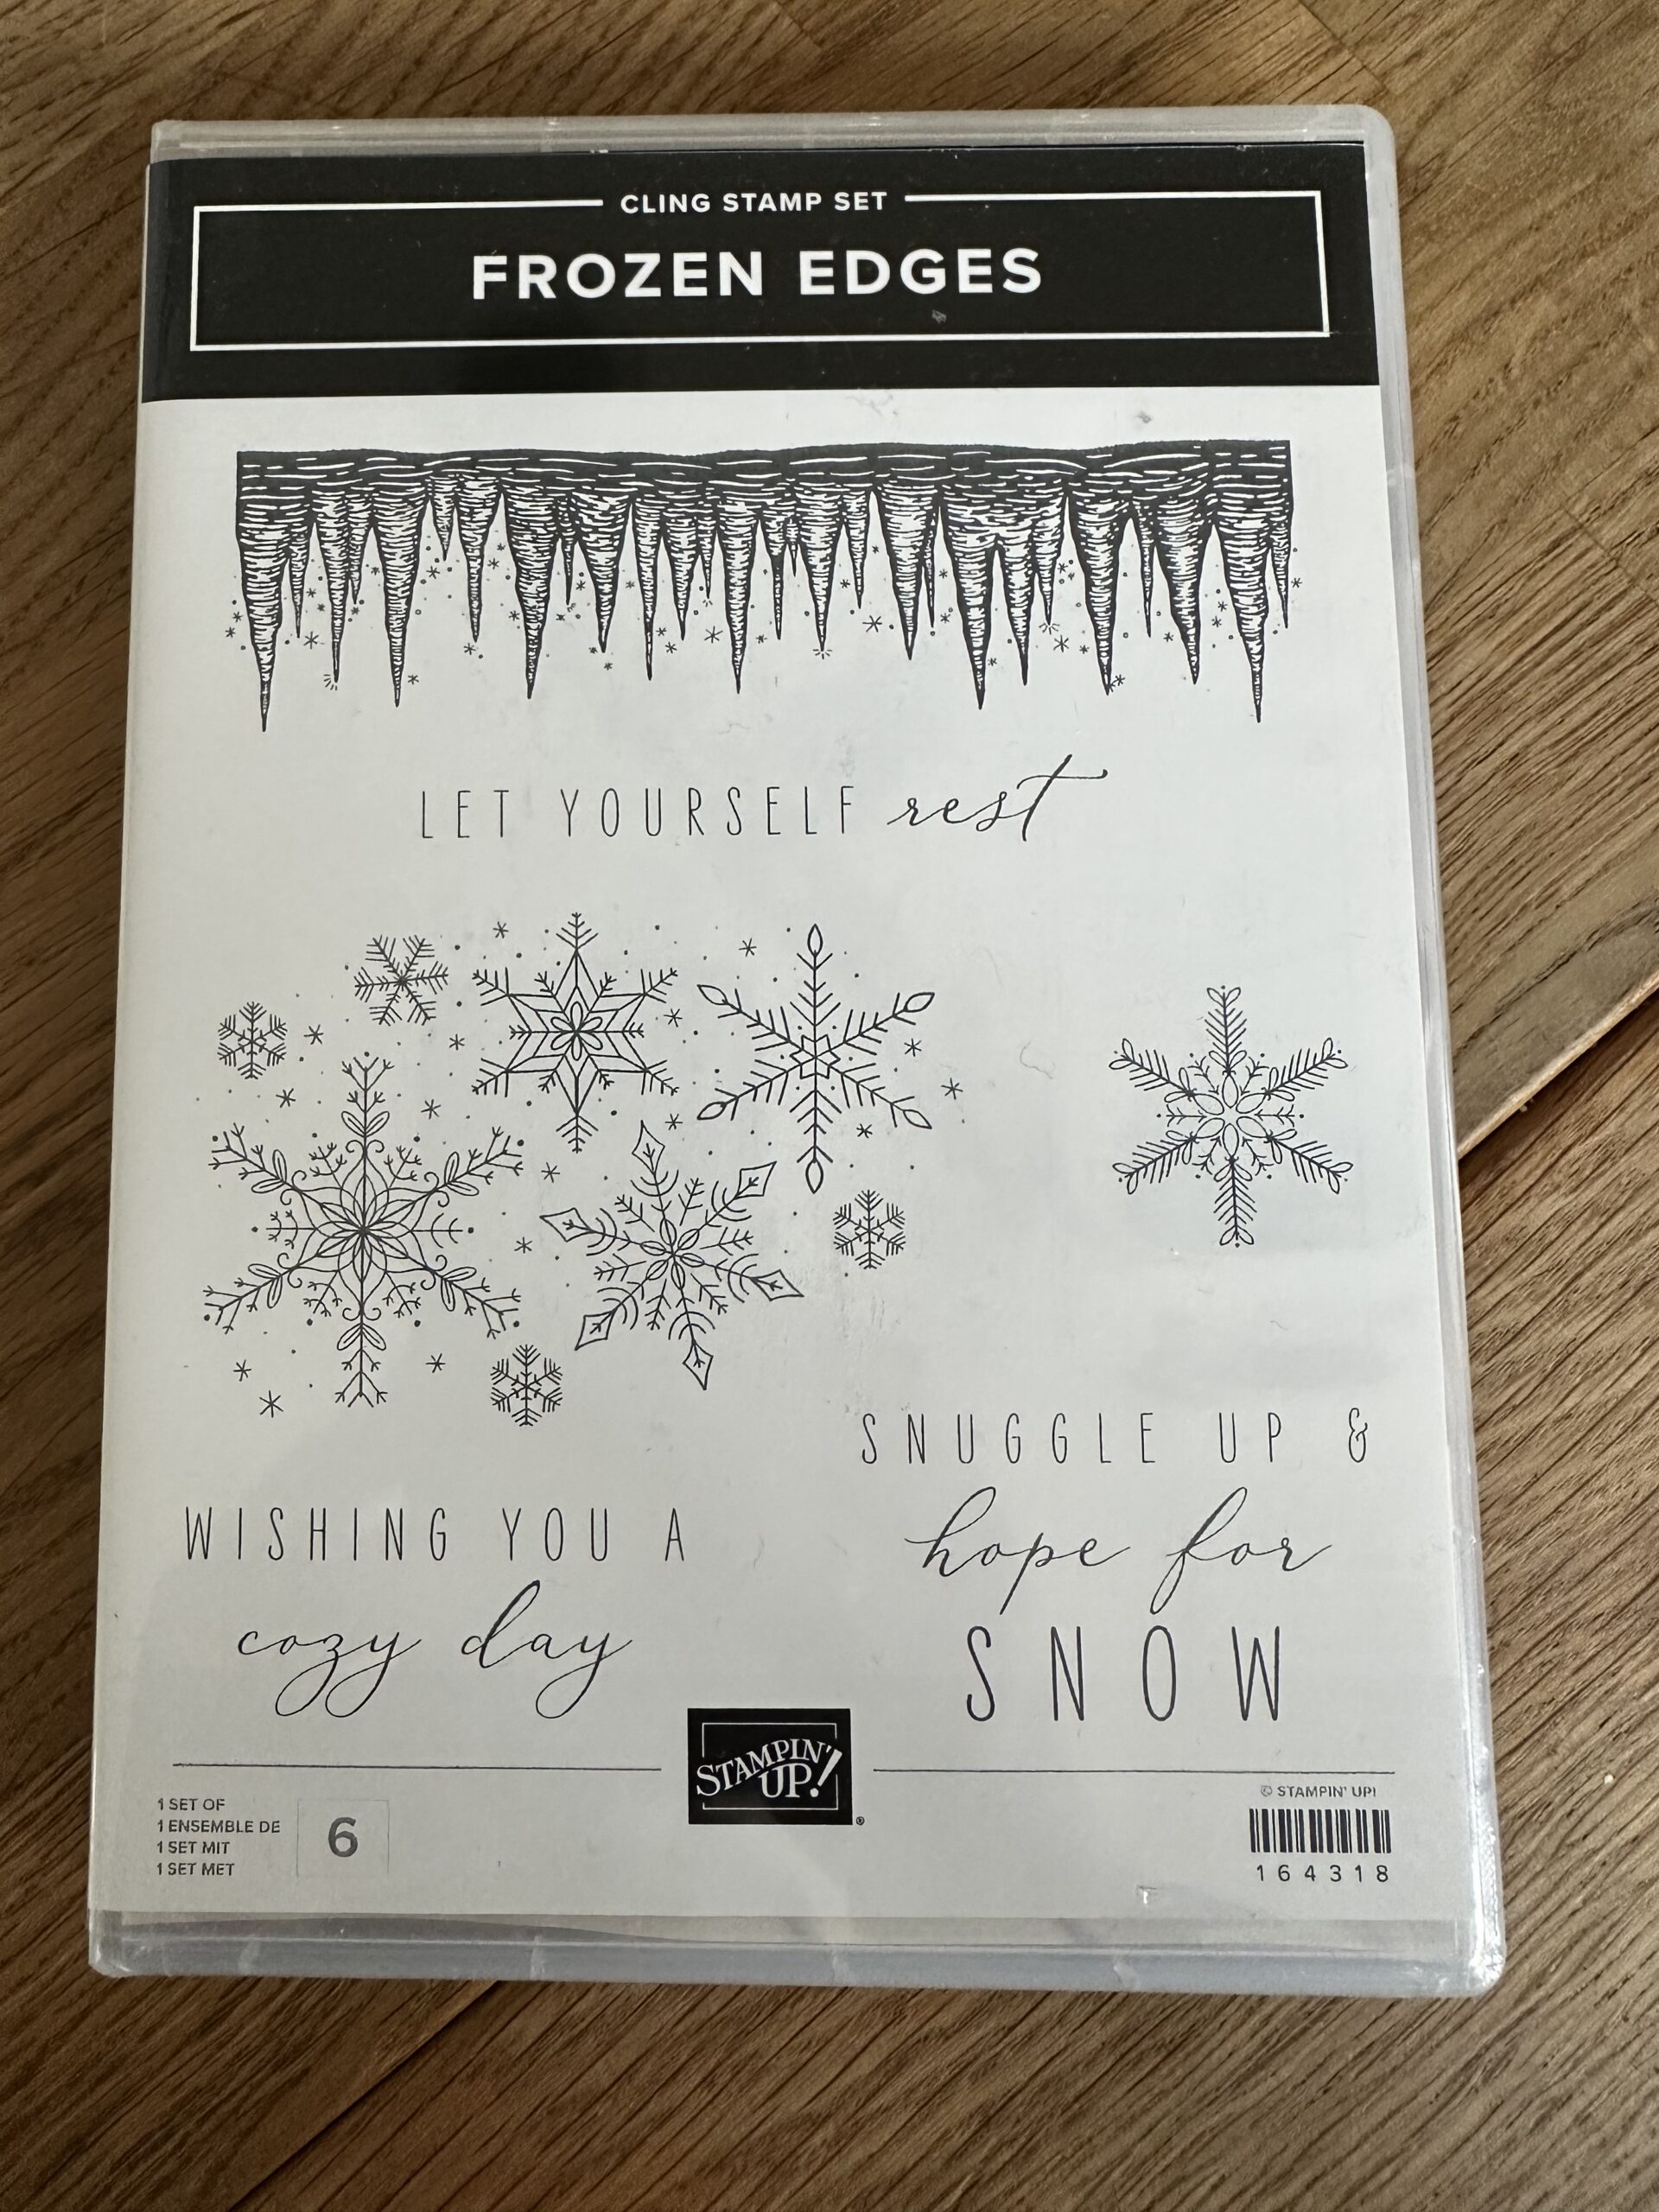 CLING STAMP SET
FROZEN EDGES
LET YOURSELF rest
SNUGGLE UP &
hope for
SNOW
WISHING YOU A
cozy day
STAMPIN'
UP!®
1 SET OF
1 ENSEMBLE DE
1 SET MIT
1 SET MET
6
© STAMPIN' UP!
164318